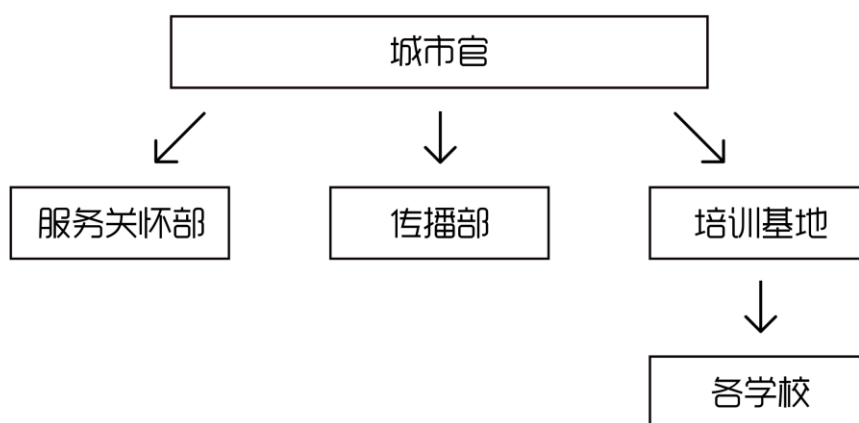 城市官
服务关怀部
传播部
培训基地
各学校